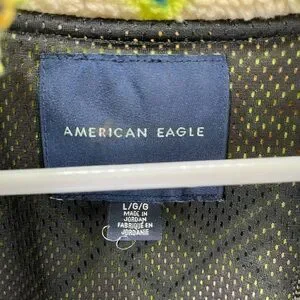 AMERICAN EAGLE
L/G/G
MADE IN
JORDAN
FABRIQUÉ EN
JORDANIE